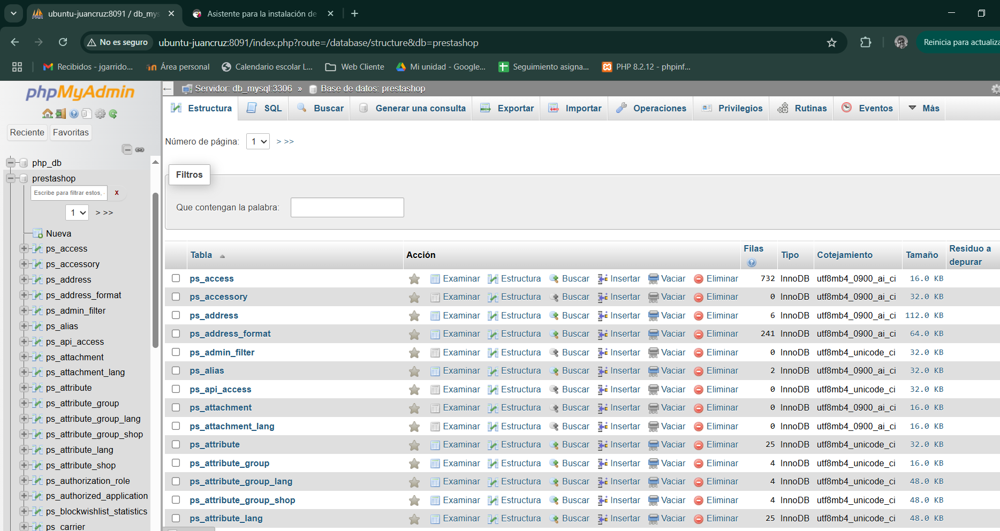 ubuntu-juancruz:8091 / db_mys
Asistente para la instalación de
No es seguro
ubuntu-juancruz:8091/index.php?route=/database/structure&db=prestashop
Reinicia para actualiza
Recibidos - jgarrido...
Área personal
Calendario escolar L...
Web Cliente
Mi unidad - Google...
Seguimiento asigna...
PHP 8.2.12 - phpinf...
phpMyAdmin
Reciente
Favoritas
php_db
prestashop
Escribe para filtrar estos,
X
1 > >>
Nueva
ps_access
ps_accessory
ps_address
ps_address_format
ps_admin_filter
ps_alias
ps_api_access
ps_attachment
ps_attachment_lang
ps_attribute
ps_attribute_group
ps_attribute_group_lang
ps_attribute_group_shop
ps_attribute_lang
ps_attribute_shop
ps_authorization_role
ps_authorized_application
ps_blockwishlist_statistics
ps_carrier
Servidor: db_mysql:3306 » Base de datos: prestashop
Estructura SQL Buscar Generar una consulta Exportar Importar Operaciones Privilegios Rutinas Eventos Más
Número de página: 1 > >>
Filtros
Que contengan la palabra:
Tabla Acción Filas Tipo Cotejamiento Tamaño Residuo a depurar
ps_access Examinar Estructura Buscar Insertar Vaciar Eliminar 732 InnoDB utf8mb4_0900_ai_ci 16.0 KB
ps_accessory Examinar Estructura Buscar Insertar Vaciar Eliminar 0 InnoDB utf8mb4_0900_ai_ci 32.0 KB
ps_address Examinar Estructura Buscar Insertar Vaciar Eliminar 6 InnoDB utf8mb4_0900_ai_ci 112.0 KB
ps_address_format Examinar Estructura Buscar Insertar Vaciar Eliminar 241 InnoDB utf8mb4_0900_ai_ci 64.0 KB
ps_admin_filter Examinar Estructura Buscar Insertar Vaciar Eliminar 0 InnoDB utf8mb4_unicode_ci 32.0 KB
ps_alias Examinar Estructura Buscar Insertar Vaciar Eliminar 2 InnoDB utf8mb4_0900_ai_ci 32.0 KB
ps_api_access Examinar Estructura Buscar Insertar Vaciar Eliminar 0 InnoDB utf8mb4_unicode_ci 32.0 KB
ps_attachment Examinar Estructura Buscar Insertar Vaciar Eliminar 0 InnoDB utf8mb4_0900_ai_ci 16.0 KB
ps_attachment_lang Examinar Estructura Buscar Insertar Vaciar Eliminar 0 InnoDB utf8mb4_0900_ai_ci 16.0 KB
ps_attribute Examinar Estructura Buscar Insertar Vaciar Eliminar 25 InnoDB utf8mb4_unicode_ci 32.0 KB
ps_attribute_group Examinar Estructura Buscar Insertar Vaciar Eliminar 4 InnoDB utf8mb4_unicode_ci 16.0 KB
ps_attribute_group_lang Examinar Estructura Buscar Insertar Vaciar Eliminar 4 InnoDB utf8mb4_unicode_ci 48.0 KB
ps_attribute_group_shop Examinar Estructura Buscar Insertar Vaciar Eliminar 4 InnoDB utf8mb4_unicode_ci 48.0 KB
ps_attribute_lang Examinar Estructura Buscar Insertar Vaciar Eliminar 25 InnoDB utf8mb4_unicode_ci 48.0 KB